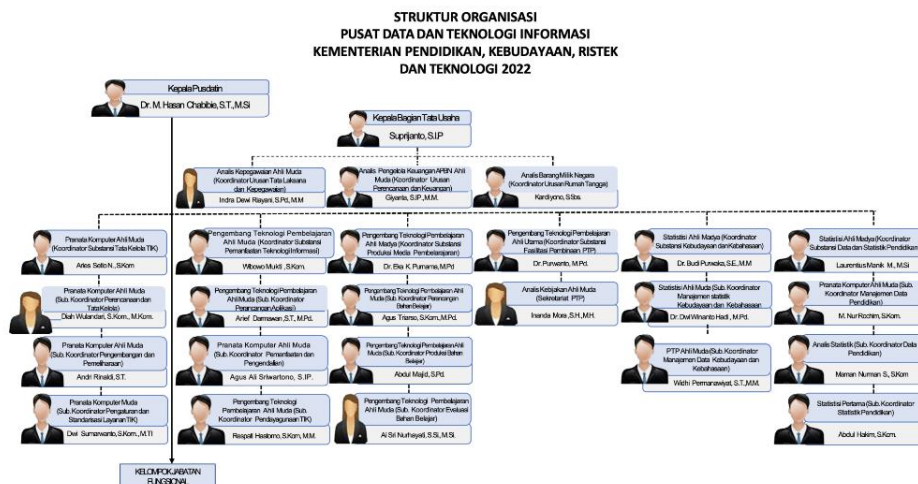 STRUKTUR ORGANISASI
PUSAT DATA DAN TEKNOLOGI INFORMASI
KEMENTERIAN PENDIDIKAN, KEBUDAYAAN, RISTEK
DAN TEKNOLOGI 2022
Kepala Pusdatin
Dr. M. Hasan Chabibie, S.T., M.Si
Kepala Bagian Tata Usaha
Suprijanto, S.I.P
Analis Kepegawaian Ahli Muda
(Koordinator Urusan Tata Laksana
dan Kepegawaian)
Indra Dewi Riayani, S.Pd., M.M
Analis Pengelola Keuangan APBN Ahli
Muda (Koordinator Urusan
Perencanaan dan Keuangan)
Giyanta, S.IP., M.M.
Analis Barang Milik Negara
(Koordinator Urusan Rumah Tangga)
Kardiyono, S.Sos.
Pranata Komputer Ahli Muda
(Koordinator Substansi Tata Kelola TIK)
Aries Setio N., S.Kom
Pranata Komputer Ahli Muda
(Sub. Koordinator Perencanaan dan
Tata Kelola)
Diah Wulandari, S.Kom., M.Kom.
Pranata Komputer Ahli Muda
(Sub. Koordinator Pengembangan dan
Pemeliharaan)
Andri Rinaldi, S.T.
Pranata Komputer Muda
(Sub. Koordinator Pengaturan dan
Standarisasi Layanan TIK)
Dwi Sumarwanto, S.Kom., M.TI
Pengembang Teknologi Pembelajaran
Ahli Muda (Koordinator Substansi
Pemanfaatan Teknologi Informasi)
Wibowo Mukti , S.Kom.
Pengembang Teknologi Pembelajaran
Ahli Muda (Sub. Koordinator
Perancangan Aplikasi)
Arief Darmawan, S.T., M.Pd.
Pranata Komputer Ahli Muda
(Sub. Koordinator Pemanfaatan dan
Pengendalian)
Agus Ali Sriwartono, S.IP.
Pengembang Teknologi
Pembelajaran Ahli Muda (Sub.
Koordinator Pendayagunaan TIK)
Respati Hastomo, S.Kom, M.M.
Pengembang Teknologi Pembelajaran
Ahli Madya (Koordinator Substansi
Produksi Media Pembelajaran)
Dr. Eka K. Purnama, M.Pd
Pengembang Teknologi Pembelajaran Ahli
Muda (Sub. Koordinator Perancangan
Bahan Belajar)
Agus Triarso, S.Kom, M.Pd.
Pengembang Teknologi Pembelajaran Ahli
Muda (Sub. Koordinator Produksi Bahan
Belajar)
Abdul Majid, S.Pd.
Pengembang Teknologi Pembelajaran
Ahli Muda (Sub. Koordinator Evaluasi
Bahan Belajar)
Ai Sri Nurhayati, S.Si, M.Si.
Pengembang Teknologi Pembelajaran
Ahli Utama (Koordinator Substansi
Fasilitasi Pembinaan PTP)
Dr. Purwanto, M.Pd.
Analis Kebijakan Ahli Muda
(Sekretariat PTP)
Inanda Mora , S.H., M.H.
Statistisi Ahli Madya (Koordinator
Substansi Kebudayaan dan Kebahasaan)
Dr. Budi Purwaka, S.E., M.M
Statistisi Ahli Muda (Sub. Koordinator
Manajemen statistik
Kebudayaan dan Kebahasaan
Dr. Dwi Winanto Hadi , M.Pd.
PTP Ahli Muda (Sub. Koordinator
Manajemen Data Kebudayaan dan
Kebahasaan)
Wikthi Permanawiyat, S.T., M.M.
Statistisi Ahli Madya (Koordinator
Substansi Data dan Statistik Pendidikan)
Laurentius Manik M., M.Si
Pranata Komputer Ahli Muda (Sub.
Koordinator Manajemen Data
Pendidikan)
M. Nur Rochim, S.Kom
Analis Statistik (Sub. Koordinator Data
Pendidikan)
Maman Nurman S., S.Kom
Statistisi Pertama (Sub. Koordinator
Statistik Pendidikan)
Abdul Hakim, S.Kom.
KELOMPOK JABATAN
FUNGSIONAL